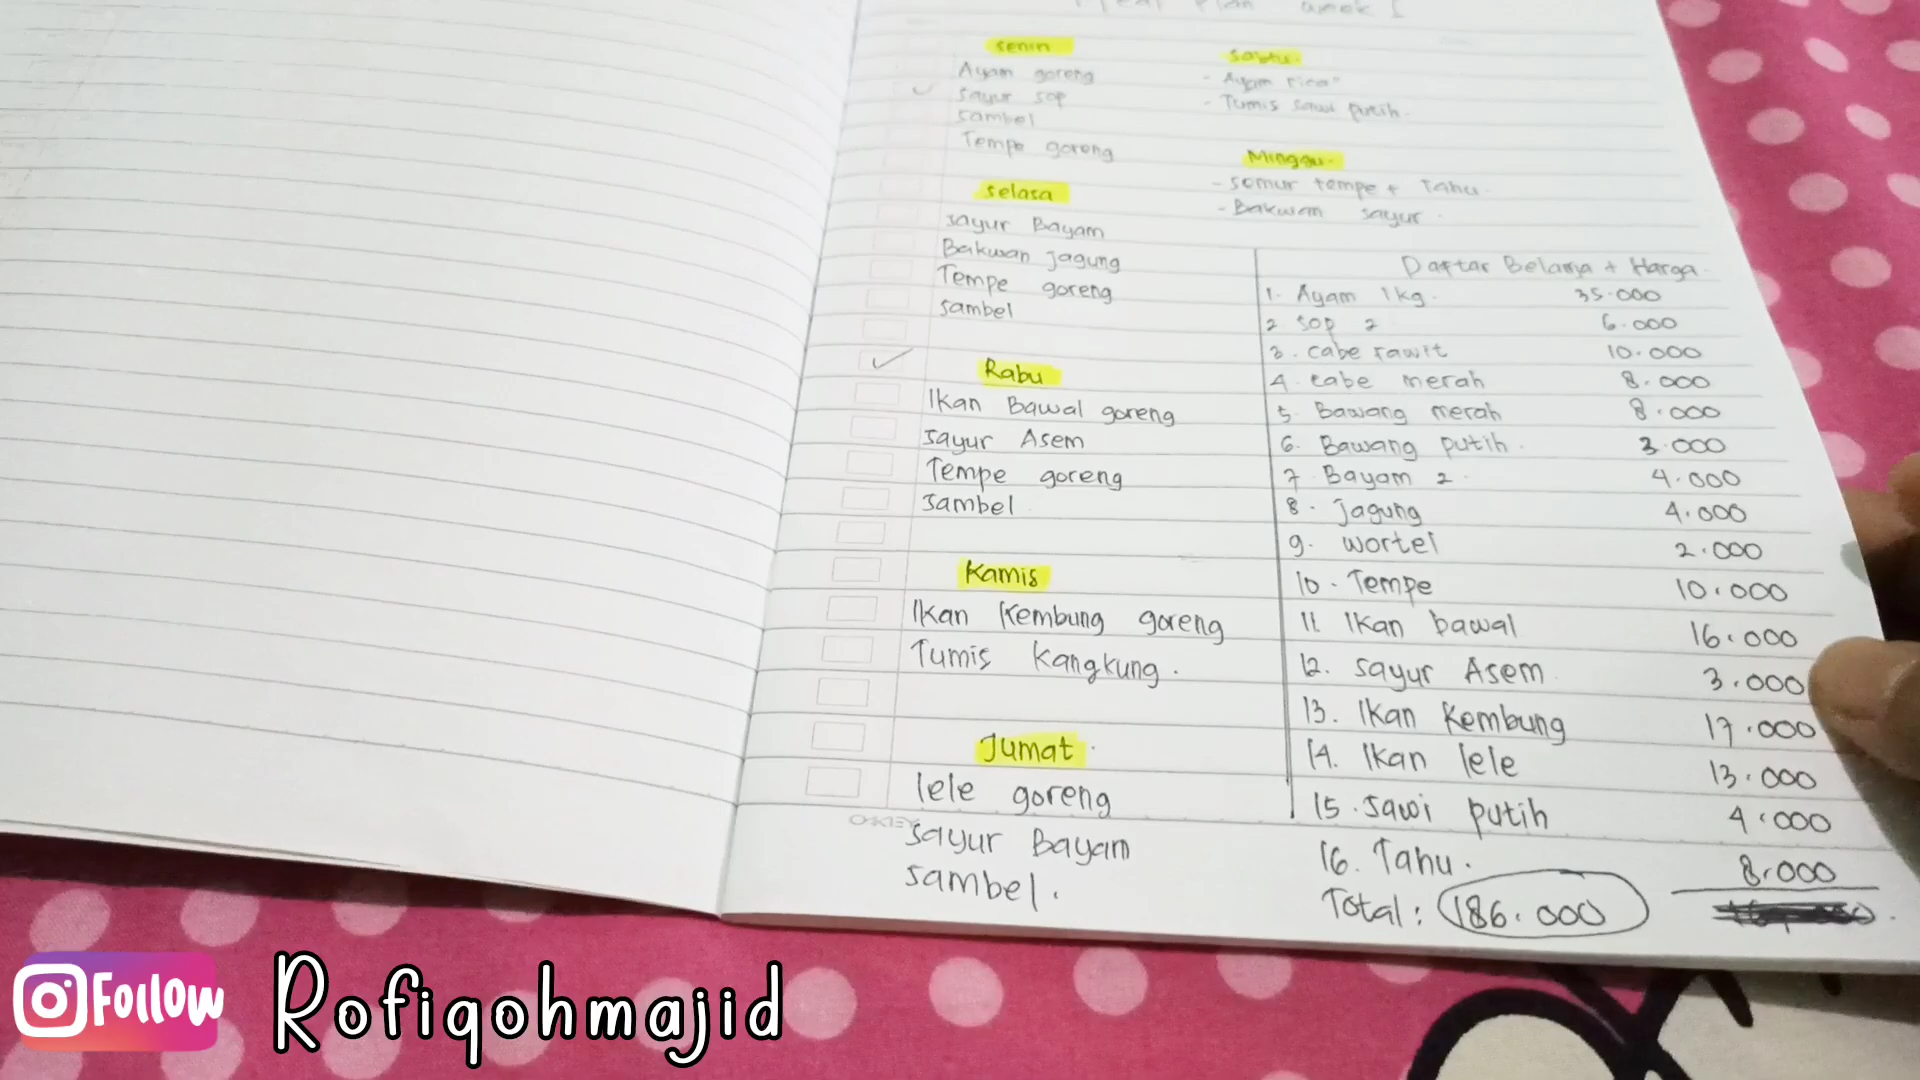 Meal Plan week 1
senin
Ayam goreng
sayur sop
sambel
Tempe goreng
selasa
sayur Bayam
Bakwan jagung
Tempe goreng
sambel
Rabu
Ikan Bawal goreng
sayur Asem
Tempe goreng
sambel
Kamis
Ikan Kembung goreng
Tumis Kangkung.
Jumat.
lele goreng
sayur Bayam
sambel.
sabtu.
- Ayam rica"
- Tumis sawi putih.
Minggu.
- semur tempe + Tahu.
- Bakwan sayur.
Daftar Belanja + Harga.
1. Ayam 1 kg. 35.000
2 sop 2 6.000
3. cabe rawit 10.000
4. cabe merah 8.000
5. Bawang merah 8.000
6. Bawang putih. 3.000
7 Bayam 2. 4.000
8. jagung 4.000
9. wortel 2.000
10. Tempe 10.000
11. Ikan bawal 16.000
12. sayur Asem 3.000
13. Ikan Kembung 17.000
14. Ikan lele 13.000
15. sawi putih 4.000
16. Tahu. 8.000
Total : 186.000
Follow
Rofiqohmajid